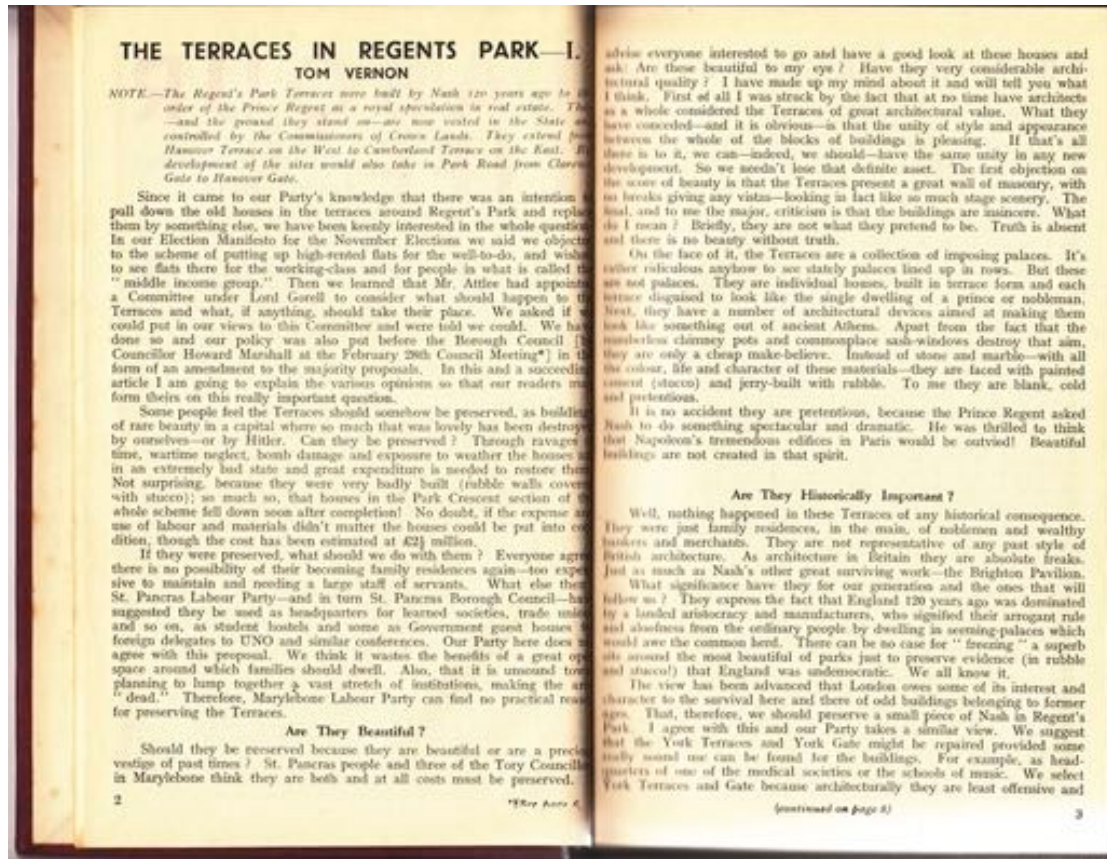 THE TERRACES IN REGENTS PARK—I.
TOM VERNON
NOTE.—The Regent's Park Terraces were built by Nash 120 years ago to
order of the Prince Regent as a royal speculation in real estate.
—and the ground they stand on—are now vested in the State
controlled by the Commissioners of Crown Lands. They extend
Hanover Terrace on the West to Cumberland Terrace on the East.
development of the sites would also take in Park Road from
Gate to Hanover Gate.
Since it came to our Party's knowledge that there was an intention
pull down the old houses in the terraces around Regent's Park and
them by something else, we have been keenly interested in the whole
In our Election Manifesto for the November Elections we said we
to the scheme of putting up high-rented flats for the well-to-do, and
to see flats there for the working-class and for people in what is called
" middle income group." Then we learned that Mr. Attlee had
a Committee under Lord Gorell to consider what should happen to
Terraces and what, if anything, should take their place. We asked if
could put in our views to this Committee and were told we could. We
done so and our policy was also put before the Borough Council
Councillor Howard Marshall at the February 28th Council Meeting*] in
form of an amendment to the majority proposals. In this and a
article I am going to explain the various opinions so that our readers
form theirs on this really important question.
Some people feel the Terraces should somehow be preserved, as
of rare beauty in a capital where so much that was lovely has been
by ourselves—or by Hitler. Can they be preserved ? Through ravages
time, wartime neglect, bomb damage and exposure to weather the houses
in an extremely bad state and great expenditure is needed to restore
Not surprising, because they were very badly built (rubble walls
with stucco); so much so, that houses in the Park Crescent section of
whole scheme fell down soon after completion! No doubt, if the expense
use of labour and materials didn't matter the houses could be put into
dition, though the cost has been estimated at £2½ million.
If they were preserved, what should we do with them ? Everyone
there is no possibility of their becoming family residences again—too
sive to maintain and needing a large staff of servants. What else
St. Pancras Labour Party—and in turn St. Pancras Borough Council—
suggested they be used as headquarters for learned societies, trade
and so on, as student hostels and some as Government guest houses
foreign delegates to UNO and similar conferences. Our Party here does
agree with this proposal. We think it wastes the benefits of a great
space around which families should dwell. Also, that it is unsound
planning to lump together a vast stretch of institutions, making the
" dead." Therefore, Marylebone Labour Party can find no practical
for preserving the Terraces.
Are They Beautiful ?
Should they be preserved because they are beautiful or are a
vestige of past times ? St. Pancras people and three of the Tory
in Marylebone think they are both and at all costs must be preserved.
2
advise everyone interested to go and have a good look at these houses and
ask: Are these beautiful to my eye ? Have they very considerable archi-
tectural quality ? I have made up my mind about it and will tell you what
I think. First of all I was struck by the fact that at no time have architects
as a whole considered the Terraces of great architectural value. What they
have conceded—and it is obvious—is that the unity of style and appearance
between the whole of the blocks of buildings is pleasing. If that's all
there is to it, we can—indeed, we should—have the same unity in any new
development. So we needn't lose that definite asset. The first objection on
the score of beauty is that the Terraces present a great wall of masonry, with
no breaks giving any vistas—looking in fact like so much stage scenery. The
final, and to me the major, criticism is that the buildings are insincere. What
do I mean ? Briefly, they are not what they pretend to be. Truth is absent
and there is no beauty without truth.
On the face of it, the Terraces are a collection of imposing palaces. It's
rather ridiculous anyhow to see stately palaces lined up in rows. But these
are not palaces. They are individual houses, built in terrace form and each
terrace disguised to look like the single dwelling of a prince or nobleman.
Next, they have a number of architectural devices aimed at making them
look like something out of ancient Athens. Apart from the fact that the
numberless chimney pots and commonplace sash-windows destroy that aim,
they are only a cheap make-believe. Instead of stone and marble—with all
the colour, life and character of these materials—they are faced with painted
cement (stucco) and jerry-built with rubble. To me they are blank, cold
and pretentious.
It is no accident they are pretentious, because the Prince Regent asked
Nash to do something spectacular and dramatic. He was thrilled to think
that Napoleon's tremendous edifices in Paris would be outvied! Beautiful
buildings are not created in that spirit.
Are They Historically Important ?
Well, nothing happened in these Terraces of any historical consequence.
They were just family residences, in the main, of noblemen and wealthy
bankers and merchants. They are not representative of any past style of
British architecture. As architecture in Britain they are absolute freaks.
Just as much as Nash's other great surviving work—the Brighton Pavilion.
What significance have they for our generation and the ones that will
follow us ? They express the fact that England 120 years ago was dominated
by a landed aristocracy and manufacturers, who signified their arrogant rule
and aloofness from the ordinary people by dwelling in seeming-palaces which
would awe the common herd. There can be no case for " freezing " a superb
site around the most beautiful of parks just to preserve evidence (in rubble
and stucco!) that England was undemocratic. We all know it.
The view has been advanced that London owes some of its interest and
character to the survival here and there of odd buildings belonging to former
ages. That, therefore, we should preserve a small piece of Nash in Regent's
Park. I agree with this and our Party takes a similar view. We suggest
that the York Terraces and York Gate might be repaired provided some
really sound use can be found for the buildings. For example, as head-
quarters of one of the medical societies or the schools of music. We select
York Terraces and Gate because architecturally they are least offensive and
(continued on page 8)
3